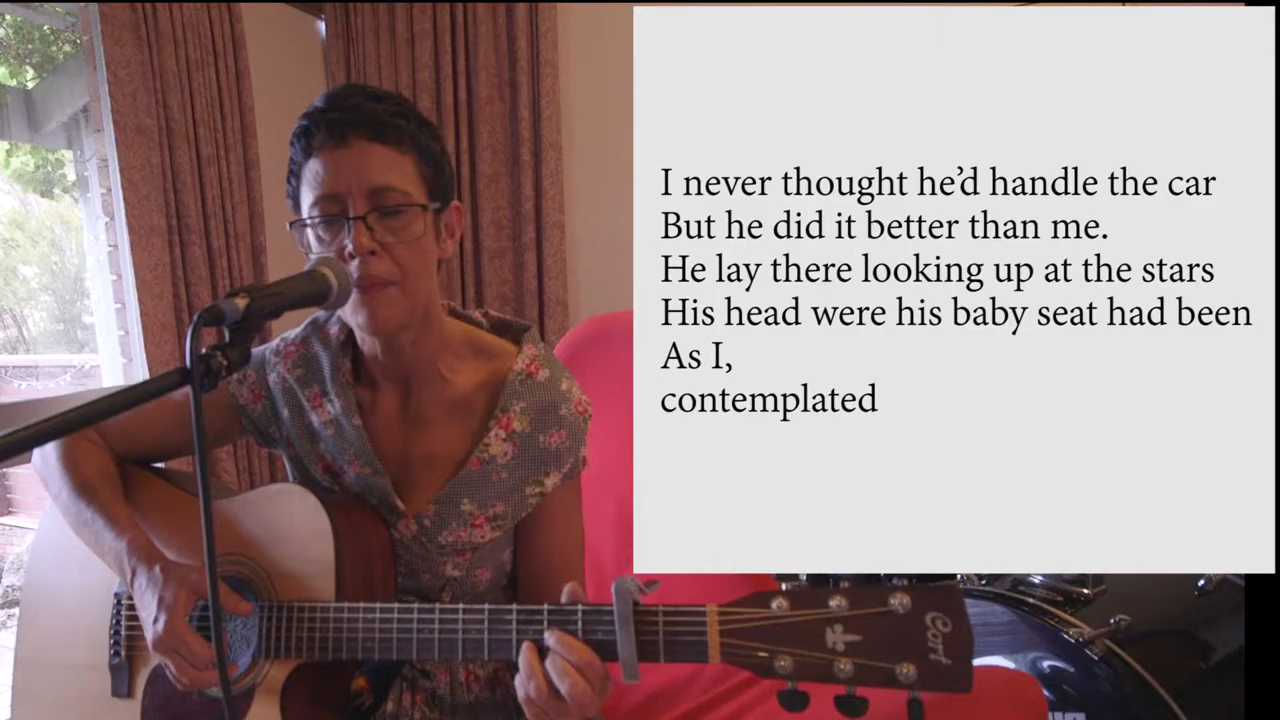 I never thought he’d handle the car
But he did it better than me.
He lay there looking up at the stars
His head were his baby seat had been
As I,
contemplated
Cort